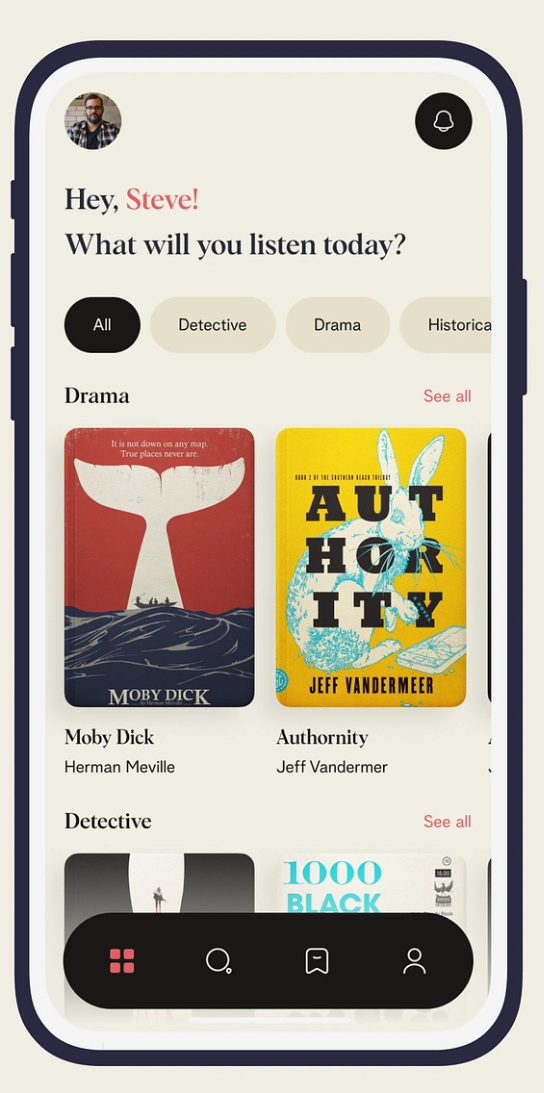 Hey, Steve!
What will you listen today?
All
Detective
Drama
Historica
Drama
See all
It is not down on any map.
True places never are.
MOBY DICK
by Herman Melville
BOOK 2 OF THE SOUTHERN REACH TRILOGY
AUT
HOR
ITY
JEFF VANDERMEER
Moby Dick
Herman Meville
Authornity
Jeff Vandermer
Detective
See all
1000
BLACK